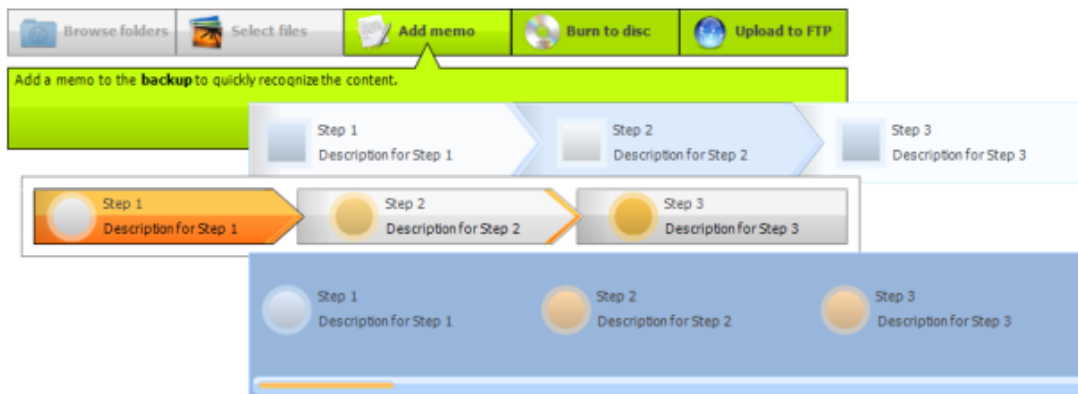 Browse folders Select files Add memo Burn to disc Upload to FTP
Add a memo to the backup to quickly recognize the content.
Step 1 Step 2 Step 3
Description for Step 1 Description for Step 2 Description for Step 3
Step 1 Step 2 Step 3
Description for Step 1 Description for Step 2 Description for Step 3
Step 1 Step 2 Step 3
Description for Step 1 Description for Step 2 Description for Step 3